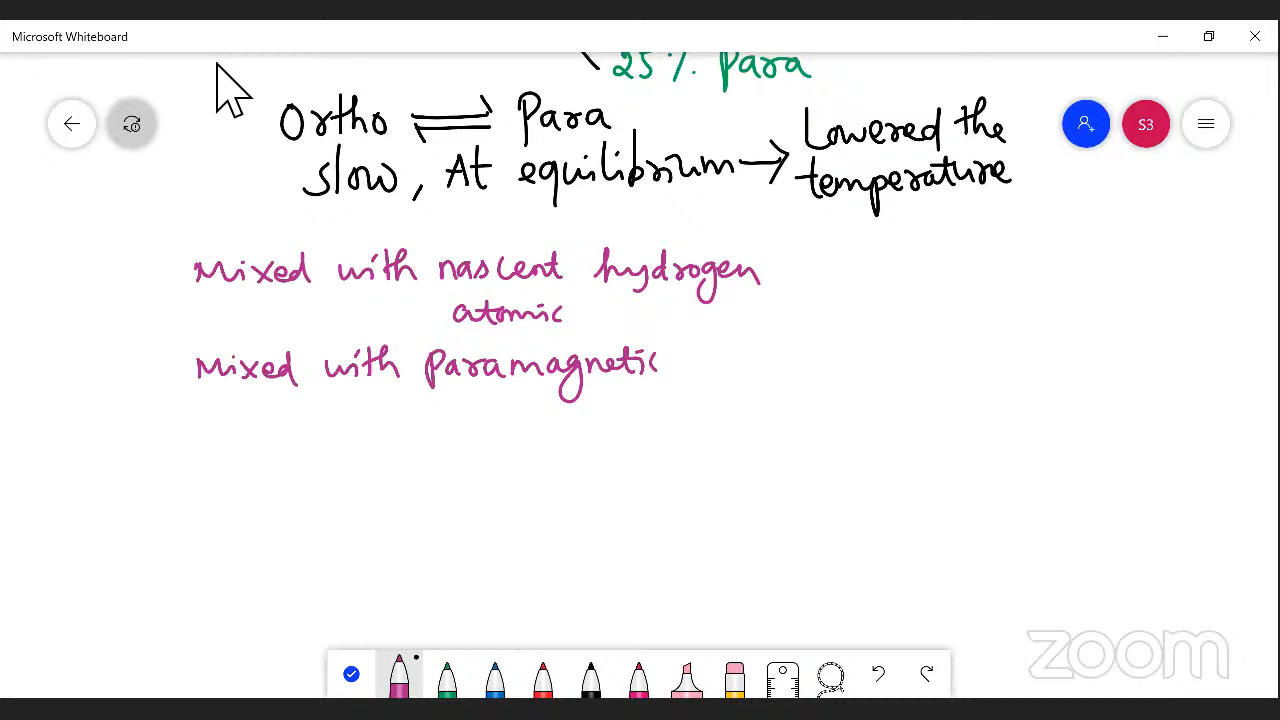 Microsoft Whiteboard
25% Para
Ortho ⇌ Para
slow, At equilibrium → Lowered the temperature
S3
Mixed with nascent hydrogen
atomic
Mixed with Paramagnetic
zoom